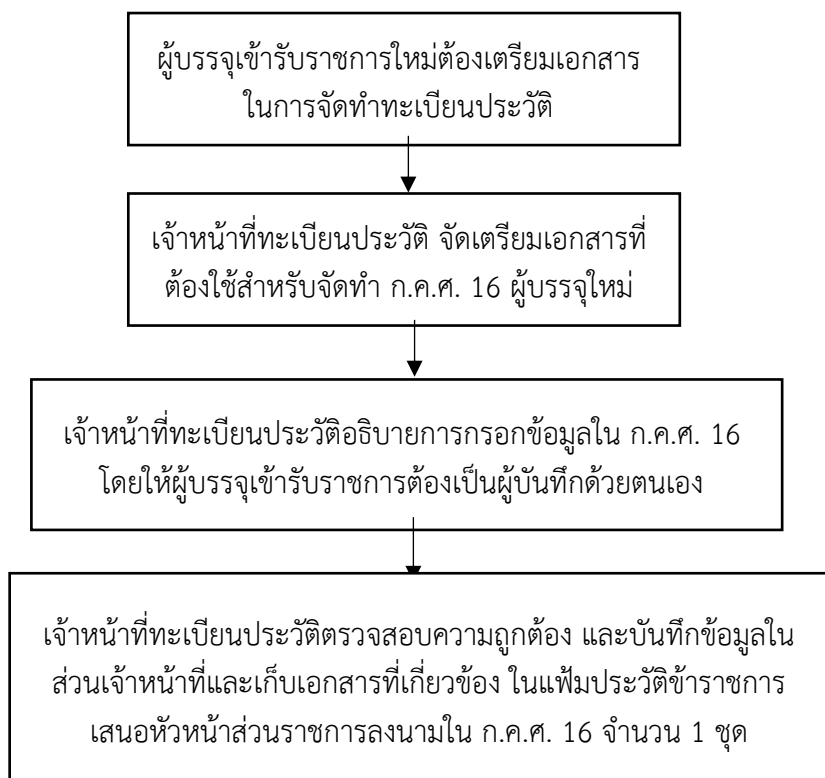 ผู้บรรจุเข้ารับราชการใหม่ต้องเตรียมเอกสาร
ในการจัดทำทะเบียนประวัติ
เจ้าหน้าที่ทะเบียนประวัติ จัดเตรียมเอกสารที่
ต้องใช้สำหรับจัดทำ ก.ค.ศ. 16 ผู้บรรจุใหม่
เจ้าหน้าที่ทะเบียนประวัติอธิบายการกรอกข้อมูลใน ก.ค.ศ. 16
โดยให้ผู้บรรจุเข้ารับราชการต้องเป็นผู้บันทึกด้วยตนเอง
เจ้าหน้าที่ทะเบียนประวัติตรวจสอบความถูกต้อง และบันทึกข้อมูลใน
ส่วนเจ้าหน้าที่และเก็บเอกสารที่เกี่ยวข้อง ในแฟ้มประวัติข้าราชการ
เสนอหัวหน้าส่วนราชการลงนามใน ก.ค.ศ. 16 จำนวน 1 ชุด